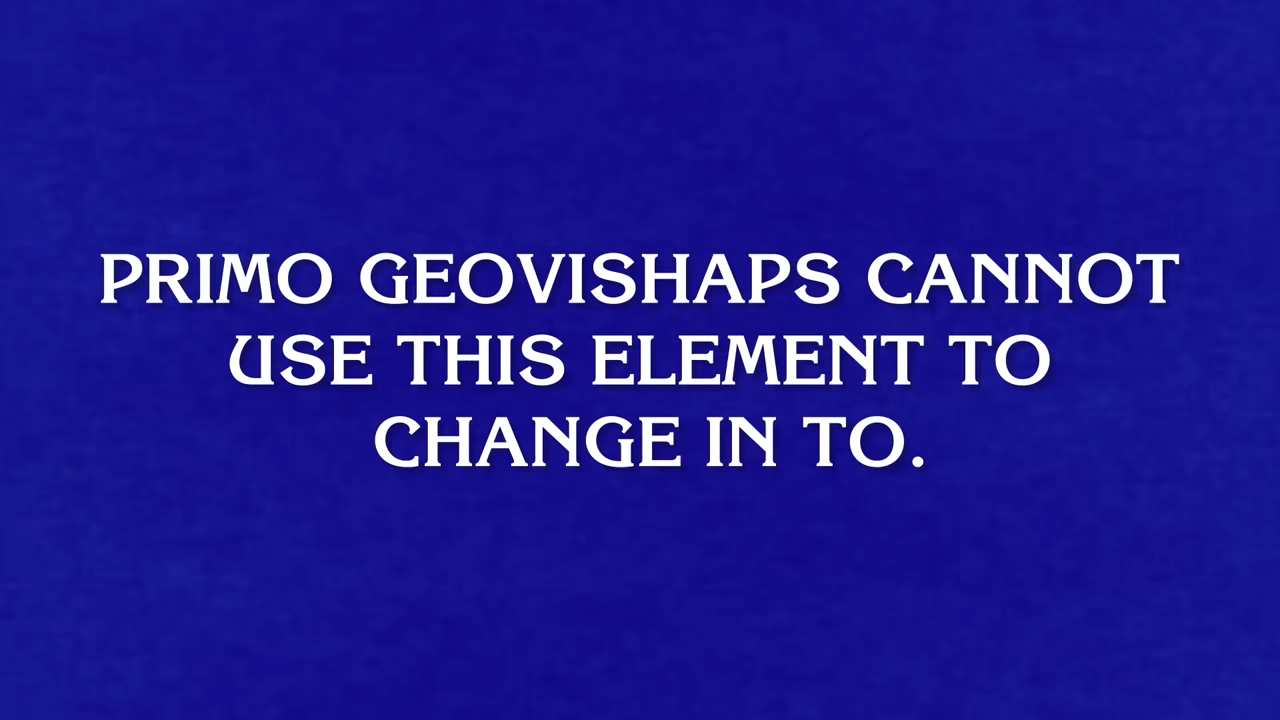 PRIMO GEOVISHAPS CANNOT
USE THIS ELEMENT TO
CHANGE IN TO.